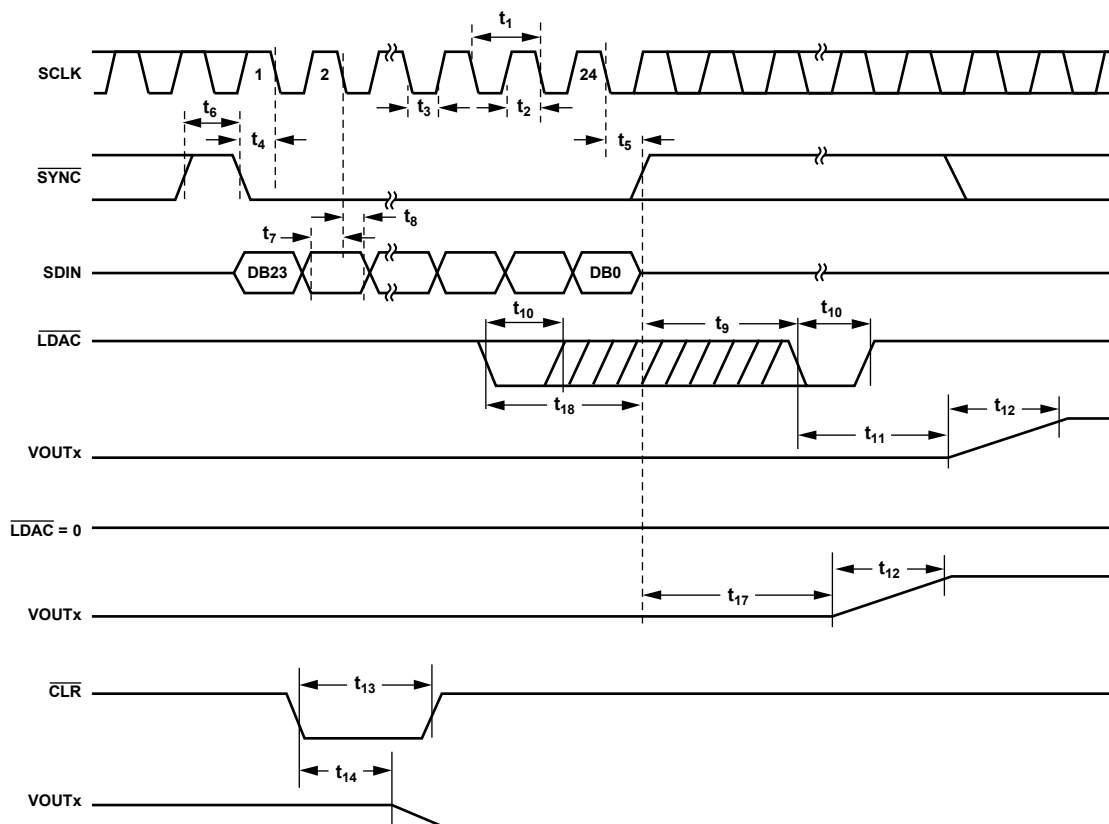 t1
SCLK
1
2
24
t6
t4
t3
t2
t5
SYNC
t8
t7
SDIN
DB23
DB0
t10
t9
t10
LDAC
t18
t12
t11
VOUTx
LDAC = 0
t12
t17
VOUTx
t13
CLR
t14
VOUTx